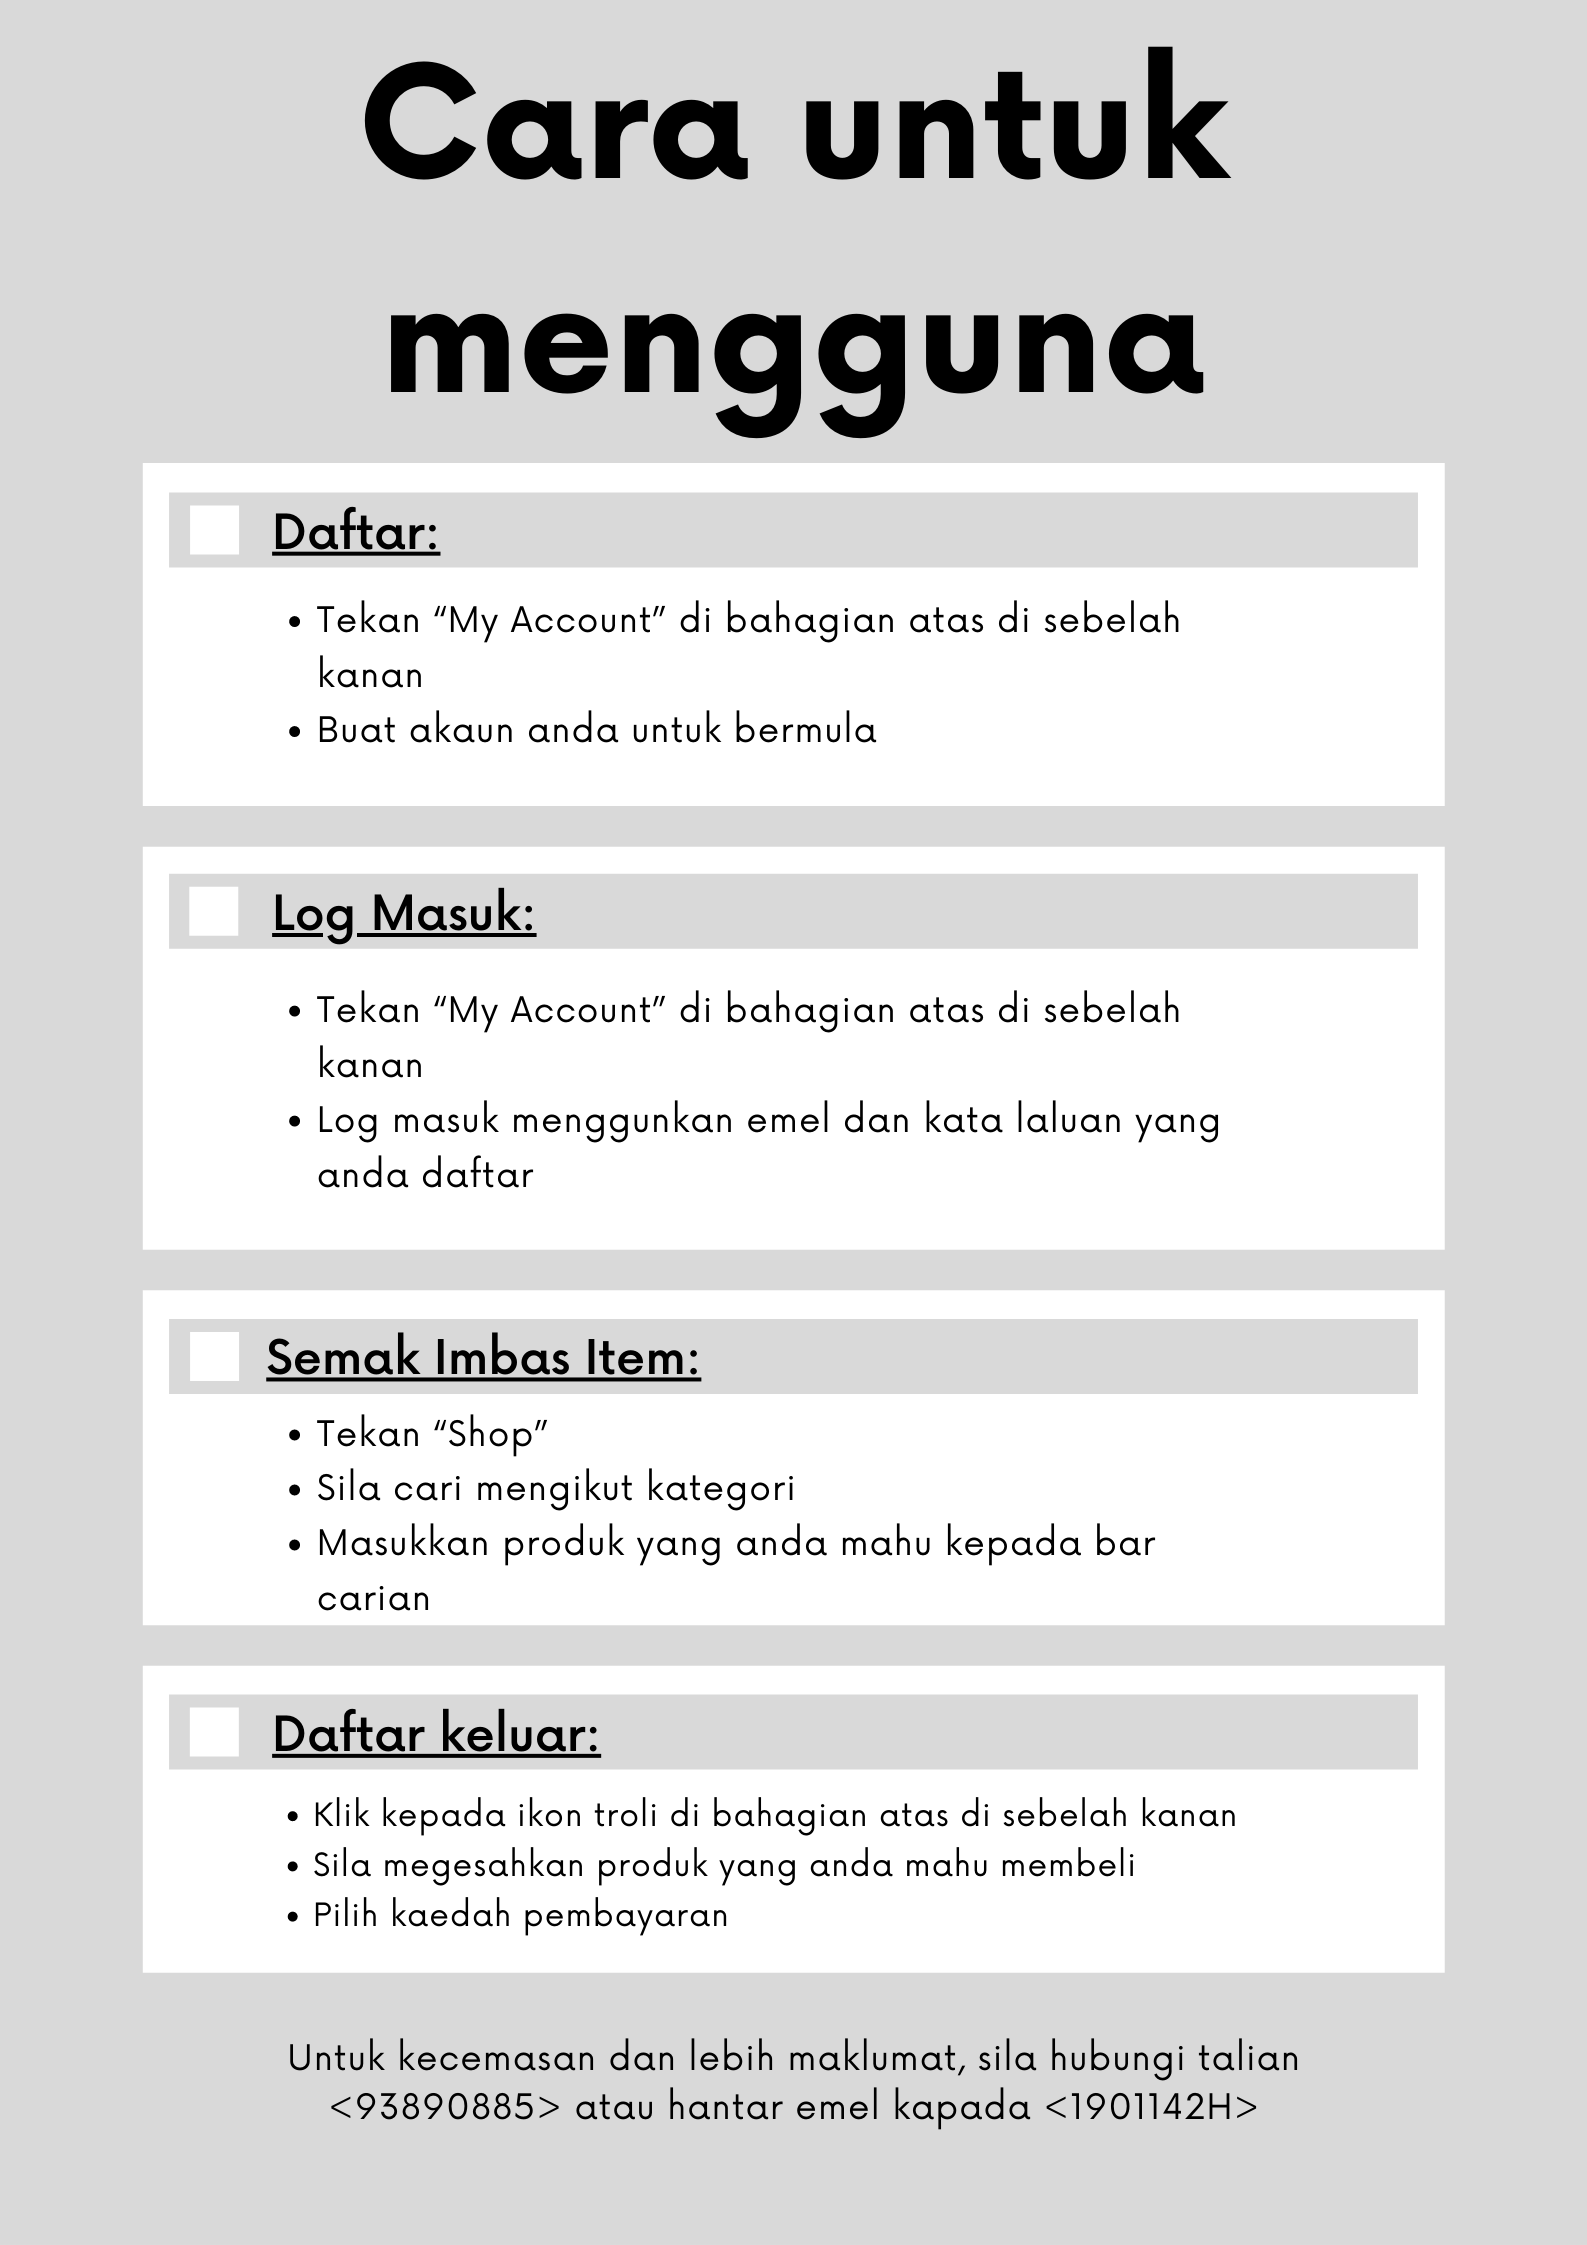 Cara untuk
mengguna
Daftar:
• Tekan “My Account” di bahagian atas di sebelah
kanan
• Buat akaun anda untuk bermula
Log Masuk:
• Tekan “My Account” di bahagian atas di sebelah
kanan
• Log masuk menggunkan emel dan kata laluan yang
anda daftar
Semak Imbas Item:
• Tekan “Shop”
• Sila cari mengikut kategori
• Masukkan produk yang anda mahu kepada bar
carian
Daftar keluar:
• Klik kepada ikon troli di bahagian atas di sebelah kanan
• Sila megesahkan produk yang anda mahu membeli
• Pilih kaedah pembayaran
Untuk kecemasan dan lebih maklumat, sila hubungi talian
<93890885> atau hantar emel kapada <1901142H>